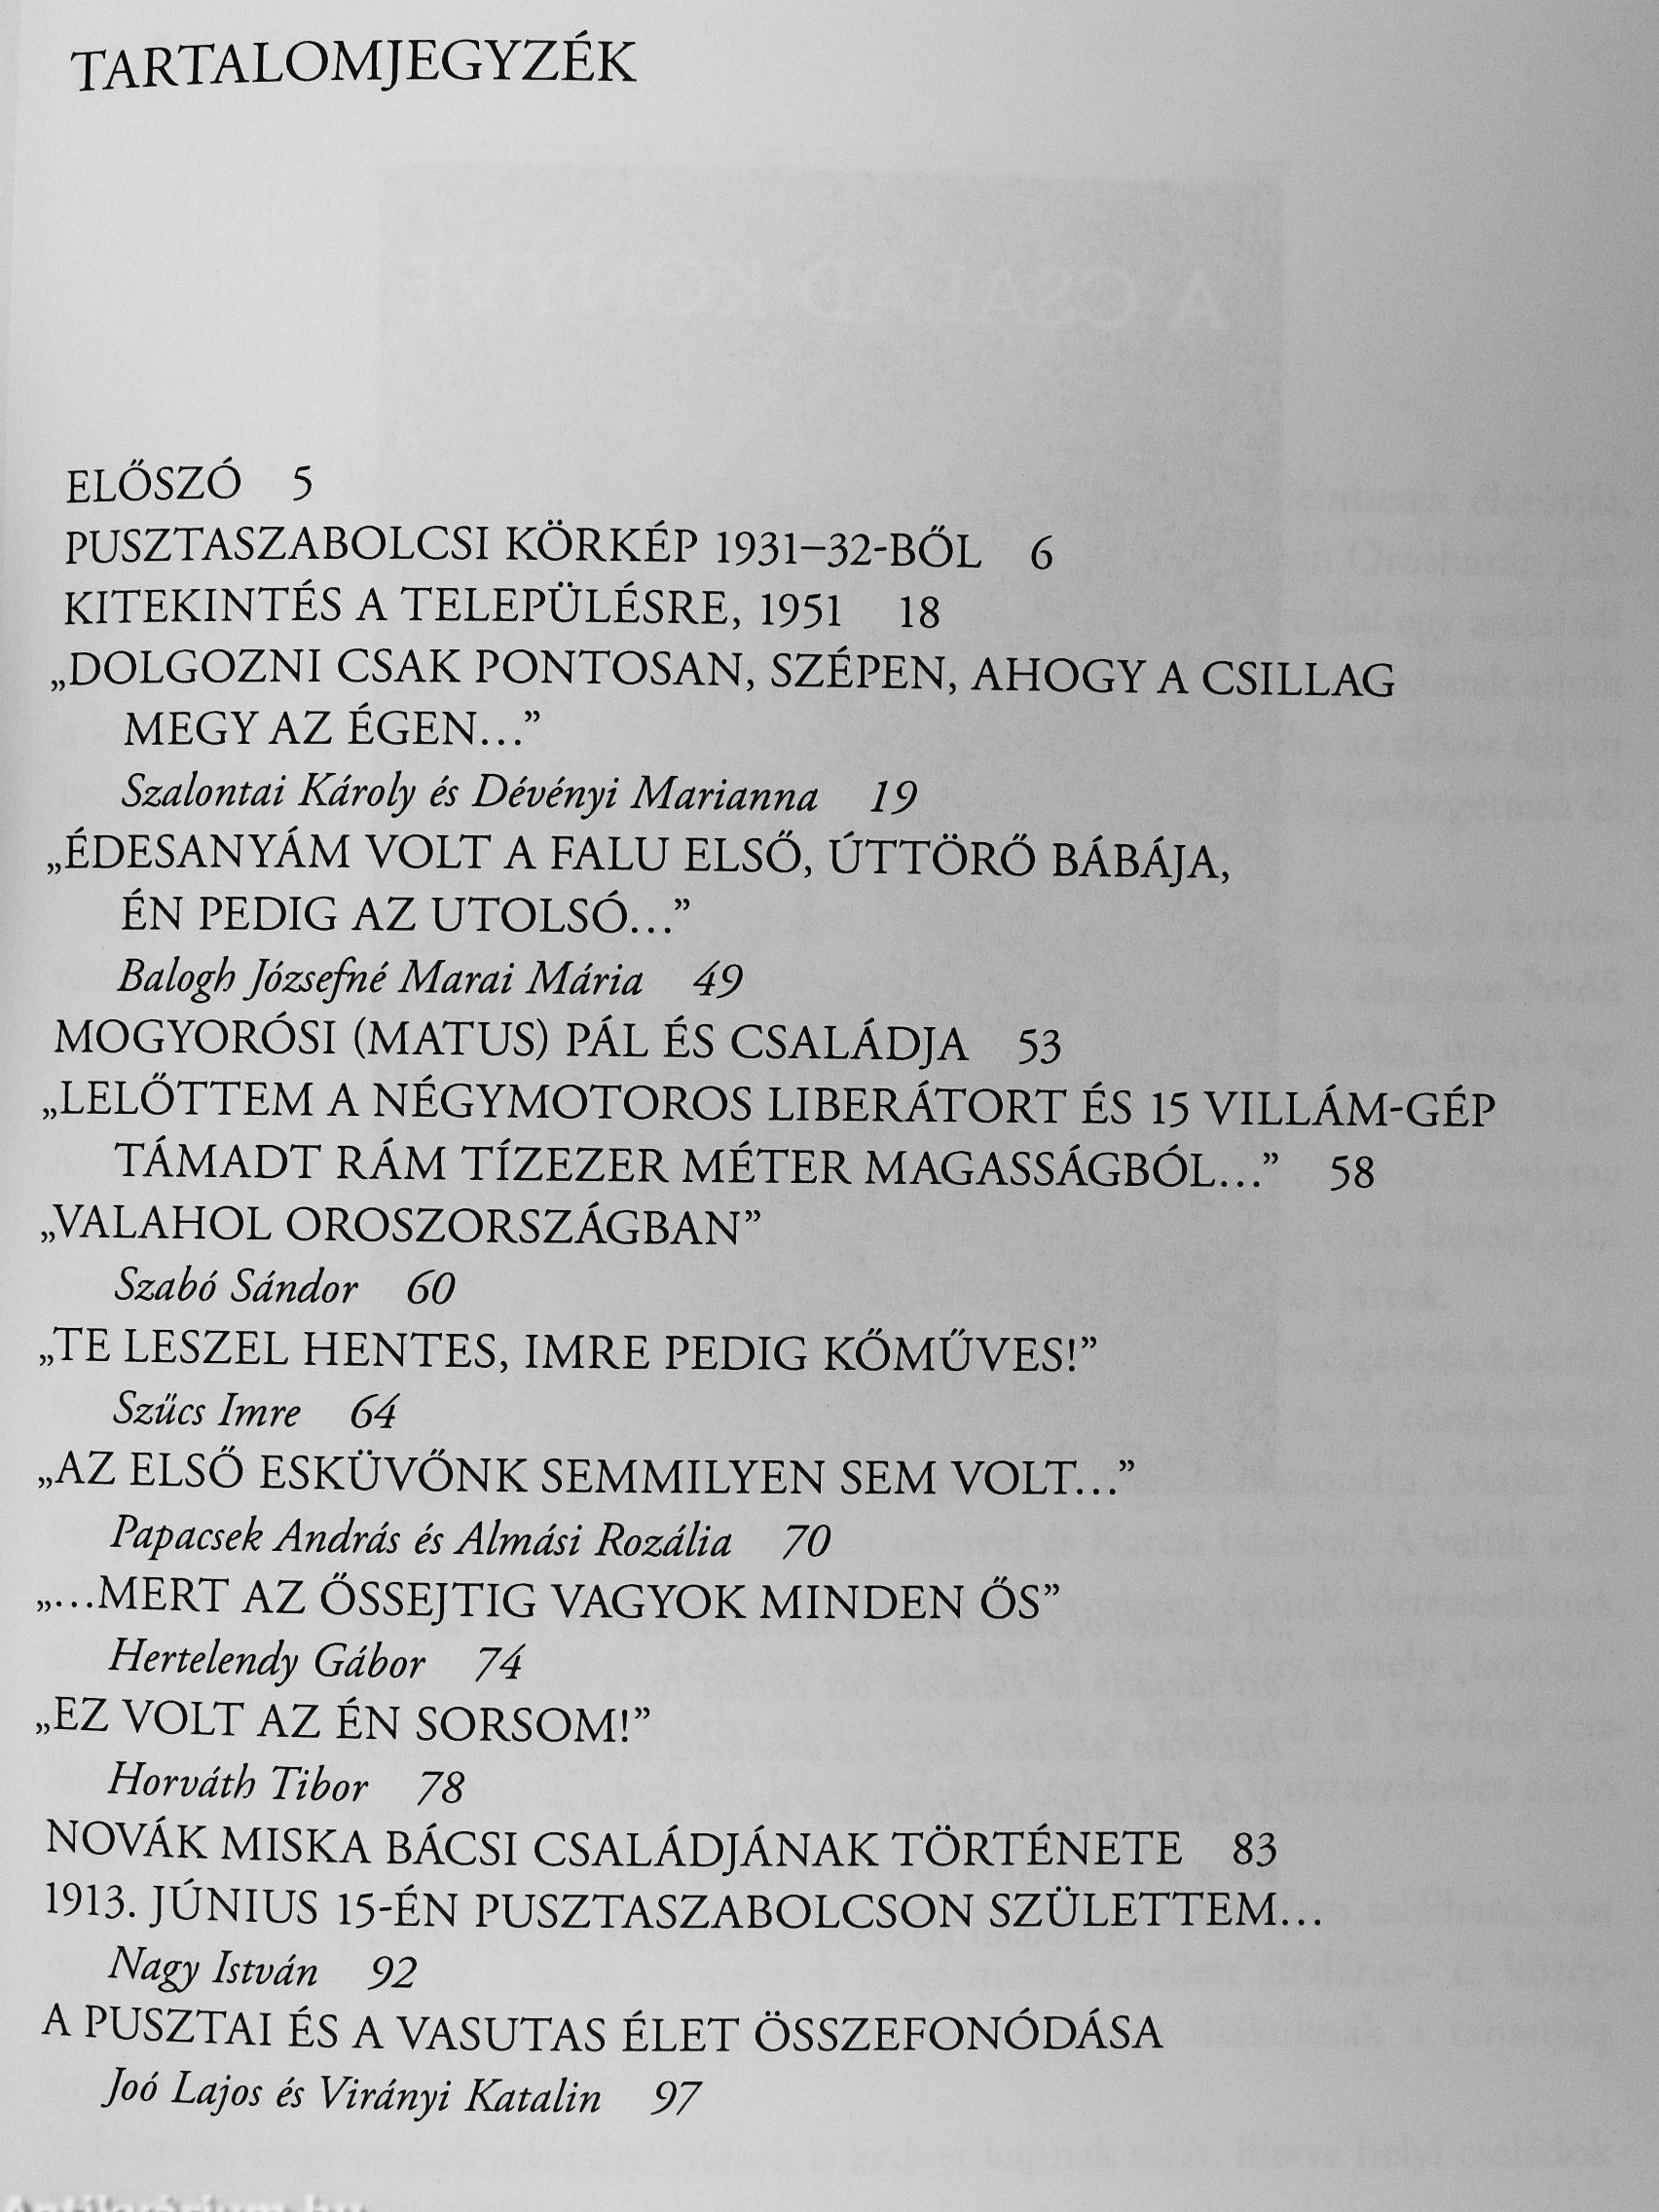 TARTALOMJEGYZÉK
A CSALÁD KÖNYVE
ELŐSZÓ 5
PUSZTASZABOLCSI KÖRKÉP 1931–32-BŐL 6
KITEKINTÉS A TELEPÜLÉSRE, 1951 18
„DOLGOZNI CSAK PONTOSAN, SZÉPEN, AHOGY A CSILLAG
MEGY AZ ÉGEN…”
Szalontai Károly és Dévényi Marianna 19
„ÉDESANYÁM VOLT A FALU ELSŐ, ÚTTÖRŐ BÁBÁJA,
ÉN PEDIG AZ UTOLSÓ…”
Balogh Józsefné Marai Mária 49
MOGYORÓSI (MATUS) PÁL ÉS CSALÁDJA 53
„LELŐTTEM A NÉGYMOTOROS LIBERÁTORT ÉS 15 VILLÁM-GÉP
TÁMADT RÁM TÍZEZER MÉTER MAGASSÁGBÓL…” 58
„VALAHOL OROSZORSZÁGBAN”
Szabó Sándor 60
„TE LESZEL HENTES, IMRE PEDIG KŐMŰVES!”
Szűcs Imre 64
„AZ ELSŐ ESKÜVŐNK SEMMILYEN SEM VOLT…”
Papacsek András és Almási Rozália 70
„…MERT AZ ŐSSEJTIG VAGYOK MINDEN ŐS”
Hertelendy Gábor 74
„EZ VOLT AZ ÉN SORSOM!”
Horváth Tibor 78
NOVÁK MISKA BÁCSI CSALÁDJÁNAK TÖRTÉNETE 83
1913. JÚNIUS 15-ÉN PUSZTASZABOLCSON SZÜLETTEM…
Nagy István 92
A PUSZTAI ÉS A VASUTAS ÉLET ÖSSZEFONÓDÁSA
Joó Lajos és Virányi Katalin 97